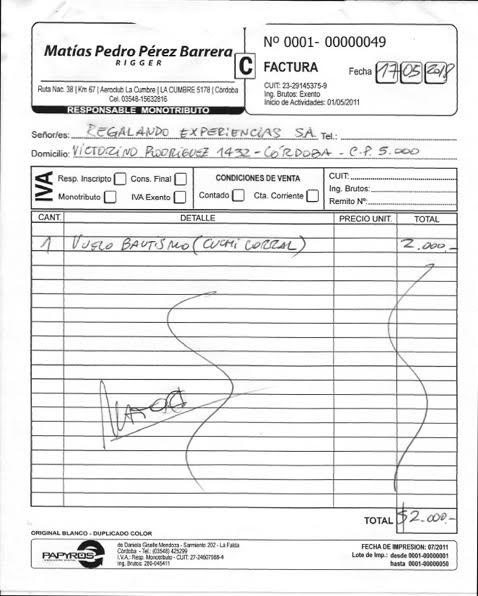 Matías Pedro Pérez Barrera
RIGGER
Ruta Nac. 38 | Km 67 | Aeroclub La Cumbre | LA CUMBRE 5178 | Córdoba
Cel. 03548-15632816
RESPONSABLE MONOTRIBUTO
C
Nº 0001- 00000049
FACTURA
Fecha 17 05 2018
CUIT: 23-29145375-9
Ing. Brutos: Exento
Inicio de Actividades: 01/05/2011
Señor/es: REGALANDO EXPERIENCIAS SA Tel.:
Domicilio: VICTORINO RODRIGUEZ 1432 - CÓRDOBA - C.P. 5.000
IVA
Resp. Inscripto Cons. Final
Monotributo IVA Exento
CONDICIONES DE VENTA
Contado Cta. Corriente
CUIT:
Ing. Brutos:
Remito Nº:
CANT. DETALLE PRECIO UNIT. TOTAL
1 VUELO BAUTISMO (CUCHI CORRAL) 2.000.-
TOTAL $2.000.-
ORIGINAL BLANCO - DUPLICADO COLOR
PAPYROS
de Daniela Giselle Mendoza - Sarmiento 202 - La Falda
Córdoba - Tel.: (03548) 425299
I.V.A.: Resp. Monotributo - CUIT: 27-24607568-4
Ing. Brutos: 280-045411
FECHA DE IMPRESION: 07/2011
Lote de Imp.: desde 0001-00000001
hasta 0001-00000050